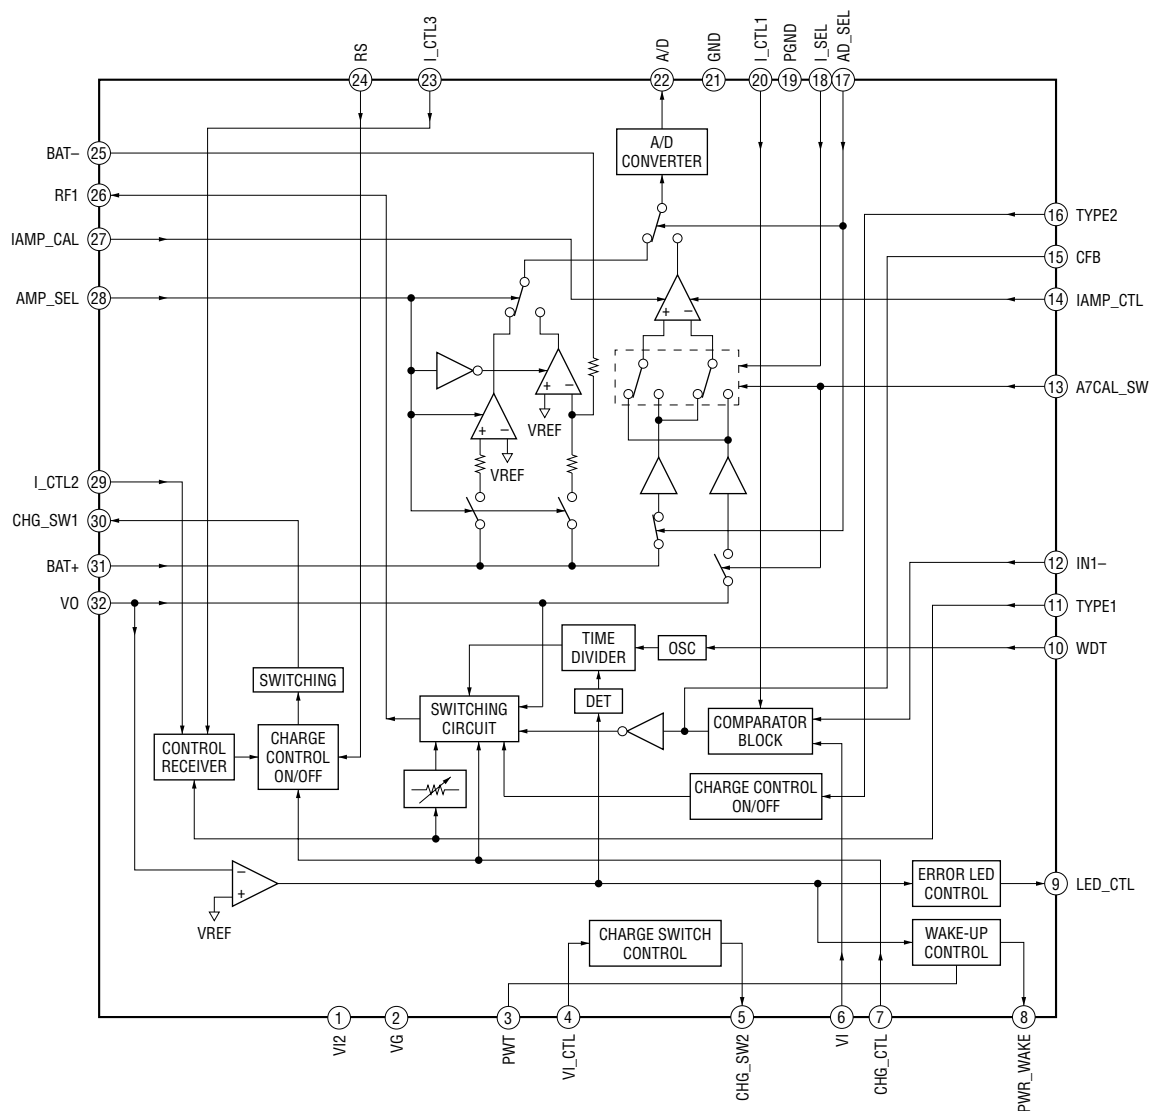 RS
I_CTL3
A/D
GND
I_CTL1
PGND
I_SEL
AD_SEL
24
23
22
21
20
19
18
17
A/D
CONVERTER
BAT–
25
RF1
26
IAMP_CAL
27
AMP_SEL
28
16
TYPE2
15
CFB
14
IAMP_CTL
13
A7CAL_SW
+
–
+
–
VREF
+
–
VREF
I_CTL2
29
CHG_SW1
30
BAT+
31
VO
32
12
IN1–
11
TYPE1
10
WDT
TIME
DIVIDER
OSC
DET
SWITCHING
SWITCHING
CIRCUIT
COMPARATOR
BLOCK
CONTROL
RECEIVER
CHARGE
CONTROL
ON/OFF
CHARGE CONTROL
ON/OFF
–
+
VREF
ERROR LED
CONTROL
9
LED_CTL
CHARGE SWITCH
CONTROL
WAKE-UP
CONTROL
1
2
3
4
5
6
7
8
VI2
VG
PWT
VI_CTL
CHG_SW2
VI
CHG_CTL
PWR_WAKE